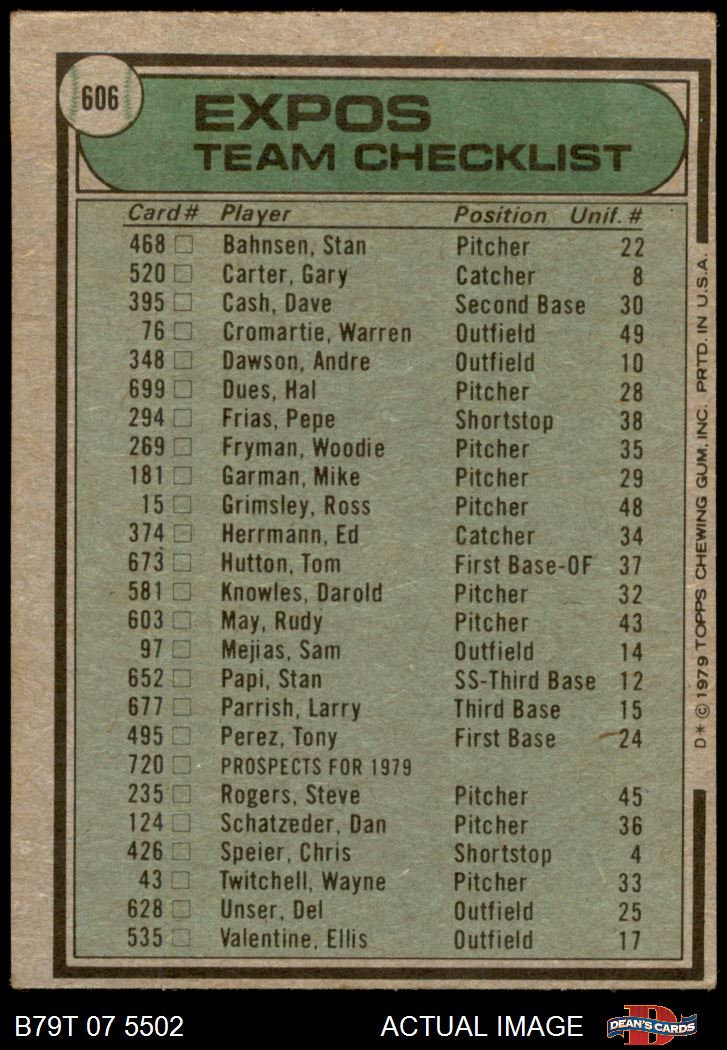 606
EXPOS
TEAM CHECKLIST
Card# Player Position Unif. #
468 Bahnsen, Stan Pitcher 22
520 Carter, Gary Catcher 8
395 Cash, Dave Second Base 30
76 Cromartie, Warren Outfield 49
348 Dawson, Andre Outfield 10
699 Dues, Hal Pitcher 28
294 Frias, Pepe Shortstop 38
269 Fryman, Woodie Pitcher 35
181 Garman, Mike Pitcher 29
15 Grimsley, Ross Pitcher 48
374 Herrmann, Ed Catcher 34
673 Hutton, Tom First Base-OF 37
581 Knowles, Darold Pitcher 32
603 May, Rudy Pitcher 43
97 Mejias, Sam Outfield 14
652 Papi, Stan SS-Third Base 12
677 Parrish, Larry Third Base 15
495 Perez, Tony First Base 24
720 PROSPECTS FOR 1979
235 Rogers, Steve Pitcher 45
124 Schatzeder, Dan Pitcher 36
426 Speier, Chris Shortstop 4
43 Twitchell, Wayne Pitcher 33
628 Unser, Del Outfield 25
535 Valentine, Ellis Outfield 17
D* © 1979 TOPPS CHEWING GUM, INC. PRTD. IN U.S.A.
B79T 07 5502 ACTUAL IMAGE
D
DEAN'S CARDS